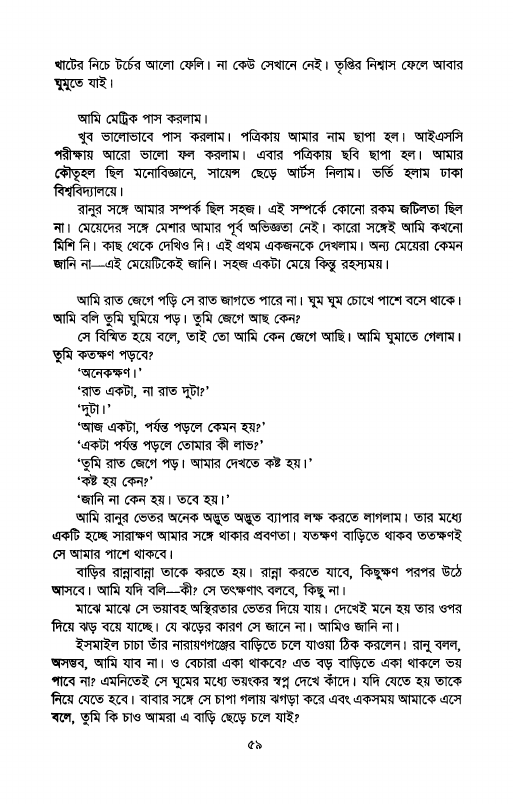 খাটের নিচে টর্চের আলো ফেলি। না কেউ সেখানে নেই। তৃপ্তির নিশ্বাস ফেলে আবার
ঘুমুতে যাই।
আমি মেট্রিক পাস করলাম।
খুব ভালোভাবে পাস করলাম। পত্রিকায় আমার নাম ছাপা হল। আইএসসি
পরীক্ষায় আরো ভালো ফল করলাম। এবার পত্রিকায় ছবি ছাপা হল। আমার
কৌতূহল ছিল মনোবিজ্ঞানে, সায়েন্স ছেড়ে আর্টস নিলাম। ভর্তি হলাম ঢাকা
বিশ্ববিদ্যালয়ে।
রানুর সঙ্গে আমার সম্পর্ক ছিল সহজ। এই সম্পর্কে কোনো রকম জটিলতা ছিল
না। মেয়েদের সঙ্গে মেশার আমার পূর্ব অভিজ্ঞতা নেই। কারো সঙ্গেই আমি কখনো
মিশি নি। কাছ থেকে দেখিও নি। এই প্রথম একজনকে দেখলাম। অন্য মেয়েরা কেমন
জানি না—এই মেয়েটিকেই জানি। সহজ একটা মেয়ে কিন্তু রহস্যময়।
আমি রাত জেগে পড়ি সে রাত জাগতে পারে না। ঘুম ঘুম চোখে পাশে বসে থাকে।
আমি বলি তুমি ঘুমিয়ে পড়। তুমি জেগে আছ কেন?
সে বিস্মিত হয়ে বলে, তাই তো আমি কেন জেগে আছি। আমি ঘুমাতে গেলাম।
তুমি কতক্ষণ পড়বে?
‘অনেকক্ষণ।’
‘রাত একটা, না রাত দুটা?’
‘দুটা।’
‘আজ একটা, পর্যন্ত পড়লে কেমন হয়?’
‘একটা পর্যন্ত পড়লে তোমার কী লাভ?’
‘তুমি রাত জেগে পড়। আমার দেখতে কষ্ট হয়।’
‘কষ্ট হয় কেন?’
‘জানি না কেন হয়। তবে হয়।’
আমি রানুর ভেতর অনেক অদ্ভুত অদ্ভুত ব্যাপার লক্ষ করতে লাগলাম। তার মধ্যে
একটি হচ্ছে সারাক্ষণ আমার সঙ্গে থাকার প্রবণতা। যতক্ষণ বাড়িতে থাকব ততক্ষণই
সে আমার পাশে থাকবে।
বাড়ির রান্নাবান্না তাকে করতে হয়। রান্না করতে যাবে, কিছুক্ষণ পরপর উঠে
আসবে। আমি যদি বলি—কী? সে তৎক্ষণাৎ বলবে, কিছু না।
মাঝে মাঝে সে ভয়াবহ অস্থিরতার ভেতর দিয়ে যায়। দেখেই মনে হয় তার ওপর
দিয়ে ঝড় বয়ে যাচ্ছে। যে ঝড়ের কারণ সে জানে না। আমিও জানি না।
ইসমাইল চাচা তাঁর নারায়ণগঞ্জের বাড়িতে চলে যাওয়া ঠিক করলেন। রানু বলল,
অসম্ভব, আমি যাব না। ও বেচারা একা থাকবে? এত বড় বাড়িতে একা থাকলে ভয়
পাবে না? এমনিতেই সে ঘুমের মধ্যে ভয়ংকর স্বপ্ন দেখে কাঁদে। যদি যেতে হয় তাকে
নিয়ে যেতে হবে। বাবার সঙ্গে সে চাপা গলায় ঝগড়া করে এবং একসময় আমাকে এসে
বলে, তুমি কি চাও আমরা এ বাড়ি ছেড়ে চলে যাই?
৫৯